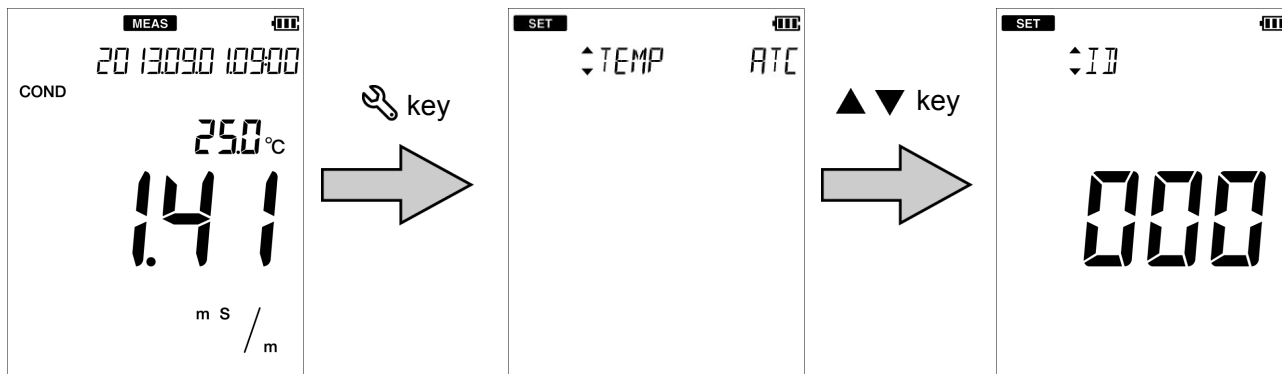 MEAS
2013.09.01.09:00
COND
25.0 °C
1.41
m S / m
key
SET
TEMP ATC
▲ ▼ key
SET
ID
000